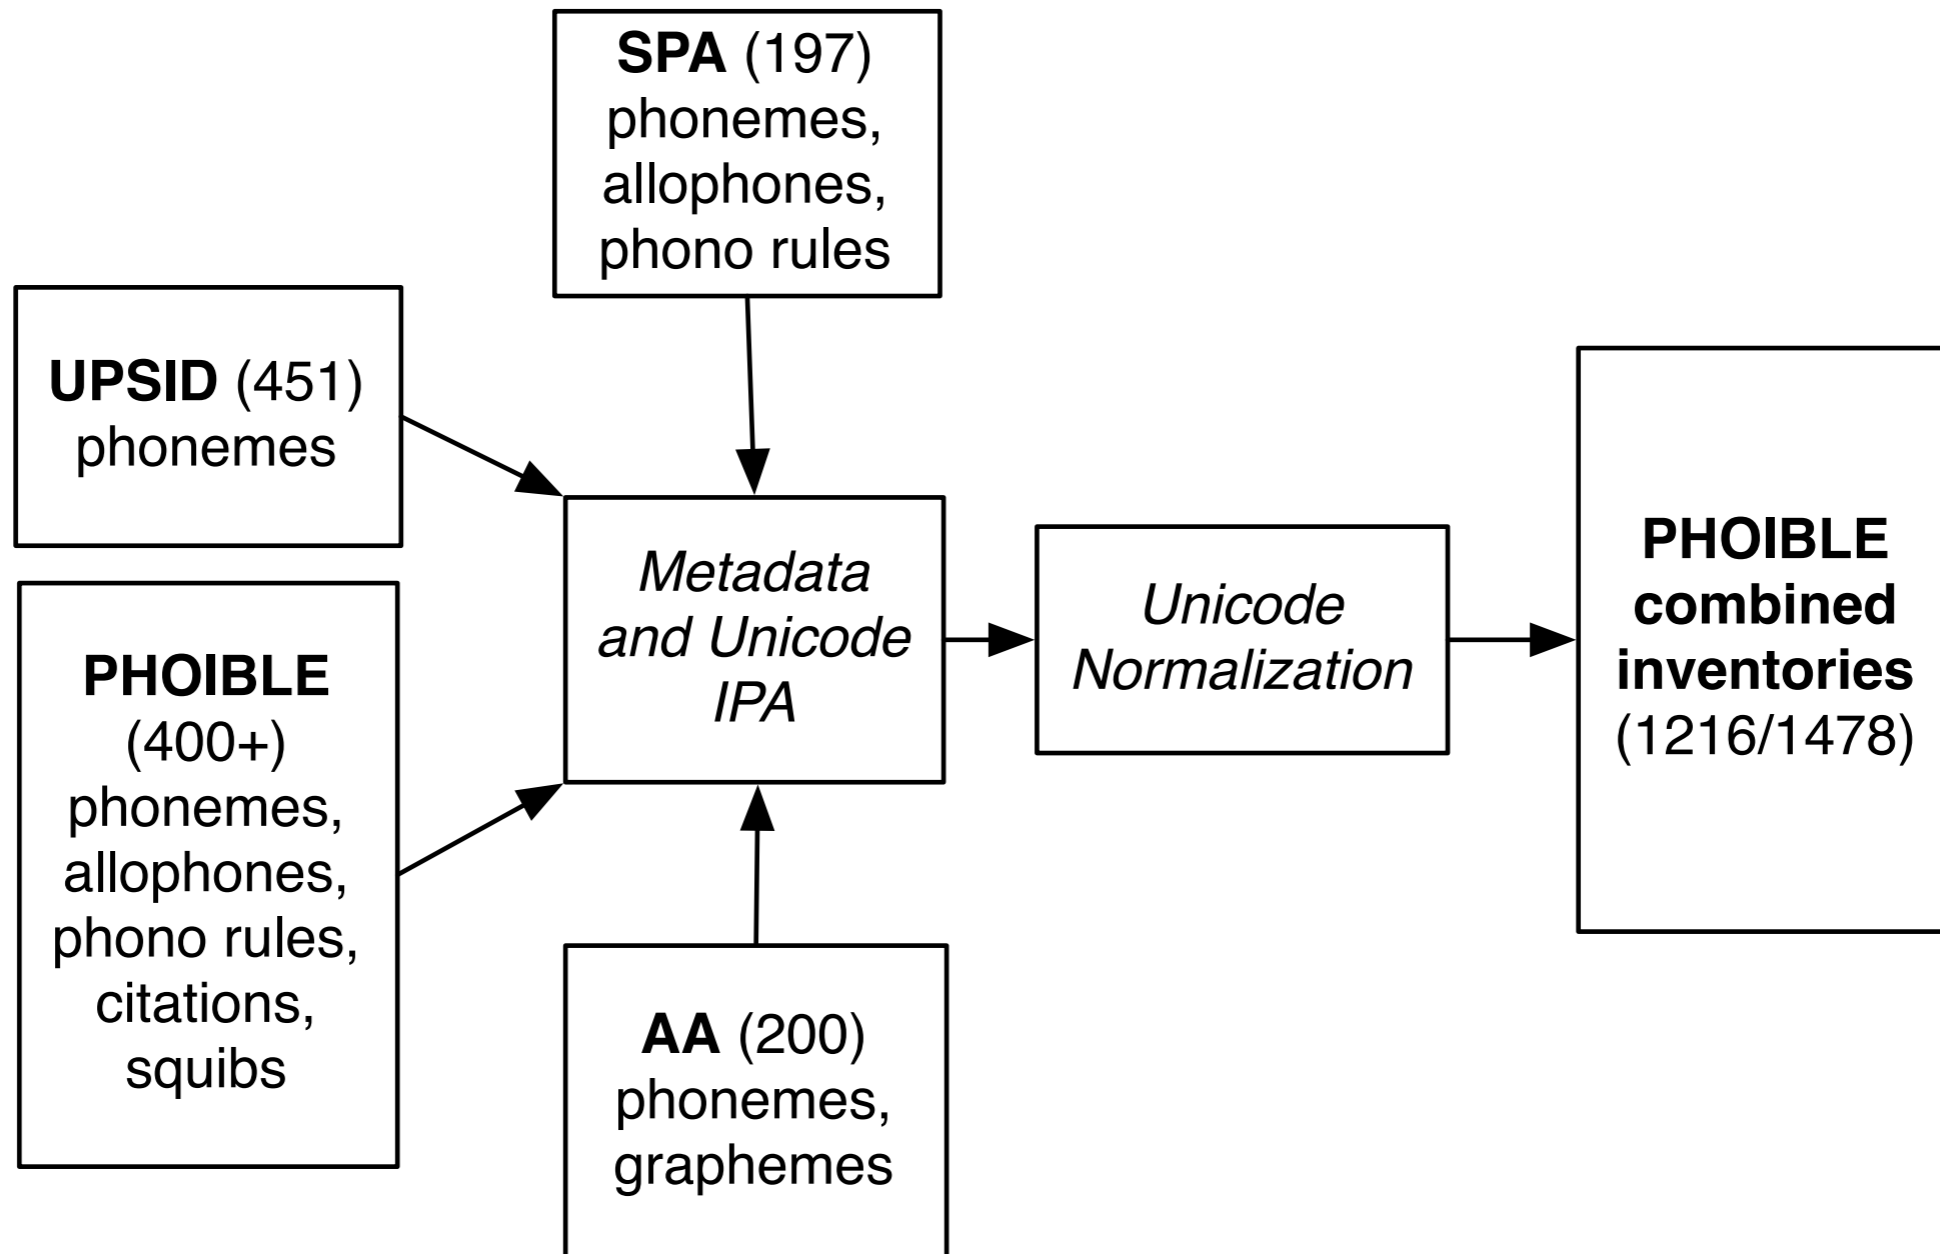 SPA (197)
phonemes,
allophones,
phono rules
UPSID (451)
phonemes
PHOIBLE
(400+)
phonemes,
allophones,
phono rules,
citations,
squibs
Metadata
and Unicode
IPA
AA (200)
phonemes,
graphemes
Unicode
Normalization
PHOIBLE
combined
inventories
(1216/1478)